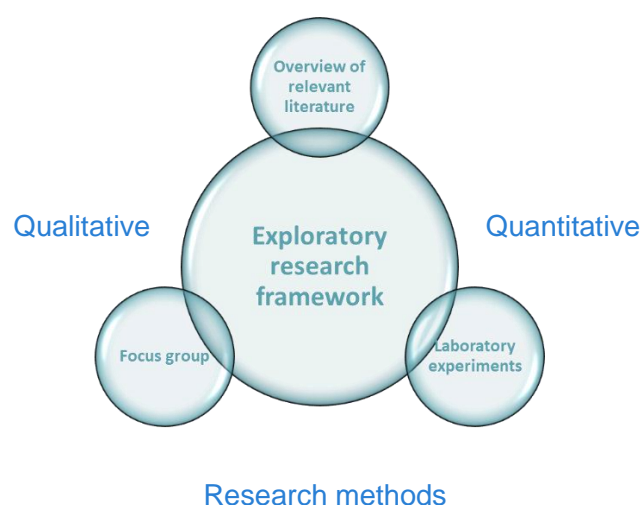 Overview of
relevant
literature
Qualitative
Quantitative
Exploratory
research
framework
Focus group
Laboratory
experiments
Research methods